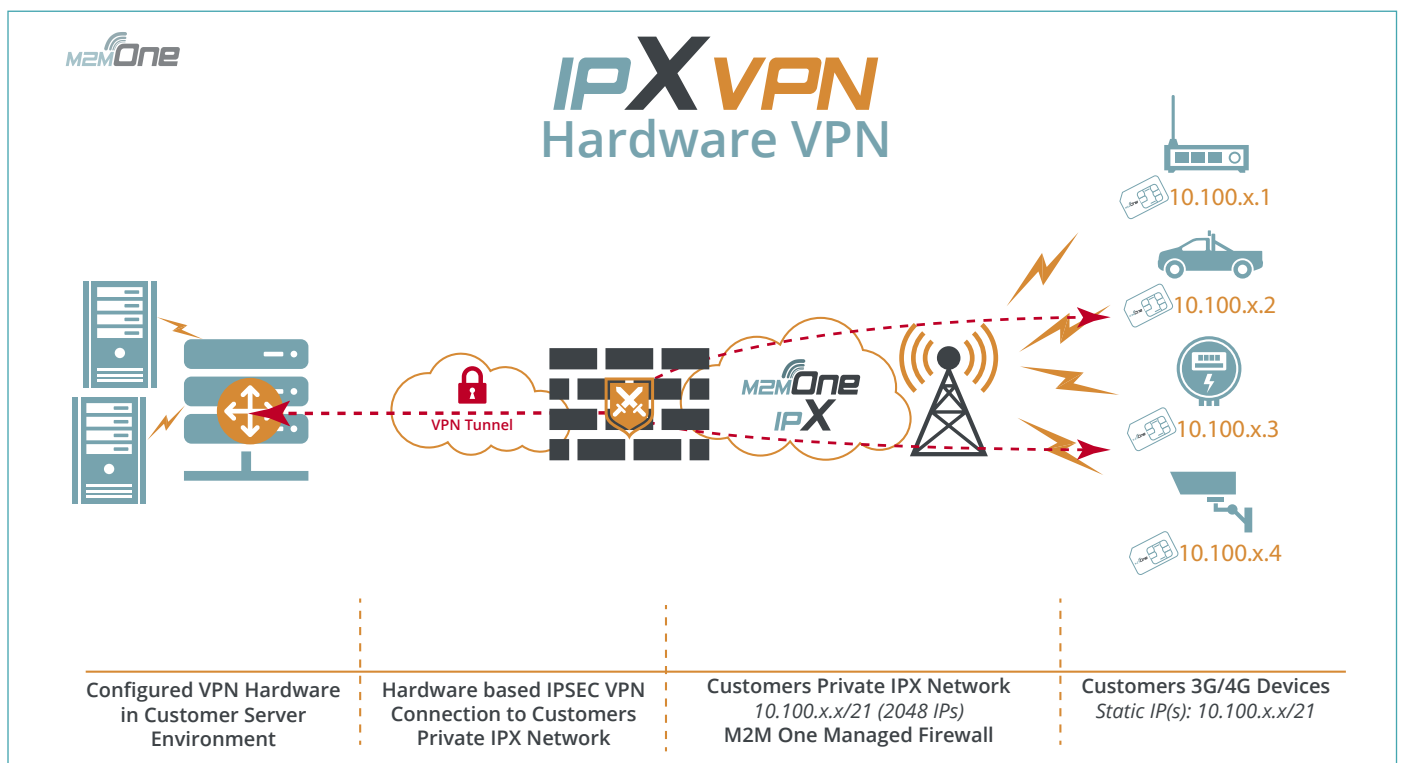 M2MOne
IPXVPN
Hardware VPN
10.100.x.1
10.100.x.2
VPN Tunnel
M2MOne
IPX
10.100.x.3
10.100.x.4
Configured VPN Hardware
in Customer Server
Environment
Hardware based IPSEC VPN
Connection to Customers
Private IPX Network
Customers Private IPX Network
10.100.x.x/21 (2048 IPs)
M2M One Managed Firewall
Customers 3G/4G Devices
Static IP(s): 10.100.x.x/21